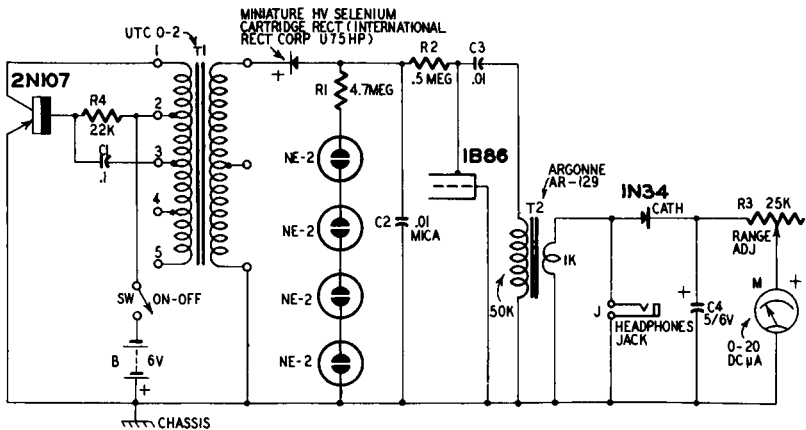 MINIATURE HV SELENIUM
CARTRIDGE RECT (INTERNATIONAL
RECT CORP U75HP)
UTC O-2
T1
1
2
3
4
5
2N107
R4
22K
C1
.1
+
R1
4.7MEG
R2
.5 MEG
C3
.01
NE-2
NE-2
NE-2
NE-2
C2
.01
MICA
1B86
ARGONNE
AR-129
T2
50K
1K
1N34
CATH
R3 25K
RANGE
ADJ
M
+
0-20
DC μA
J
HEADPHONES
JACK
+
C4
5/6V
SW
ON-OFF
B
6V
+
CHASSIS